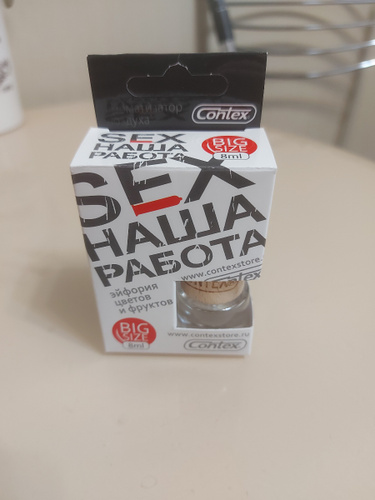 Contex
SEX
НАША
РАБОТА
BIG
SIZE
8ml
SEX
НАША
РАБОТА
www.contexstore.
Contex
эйфория
цветов
и фруктов
BIG
SIZE
8ml
www.contexstore.ru
Contex